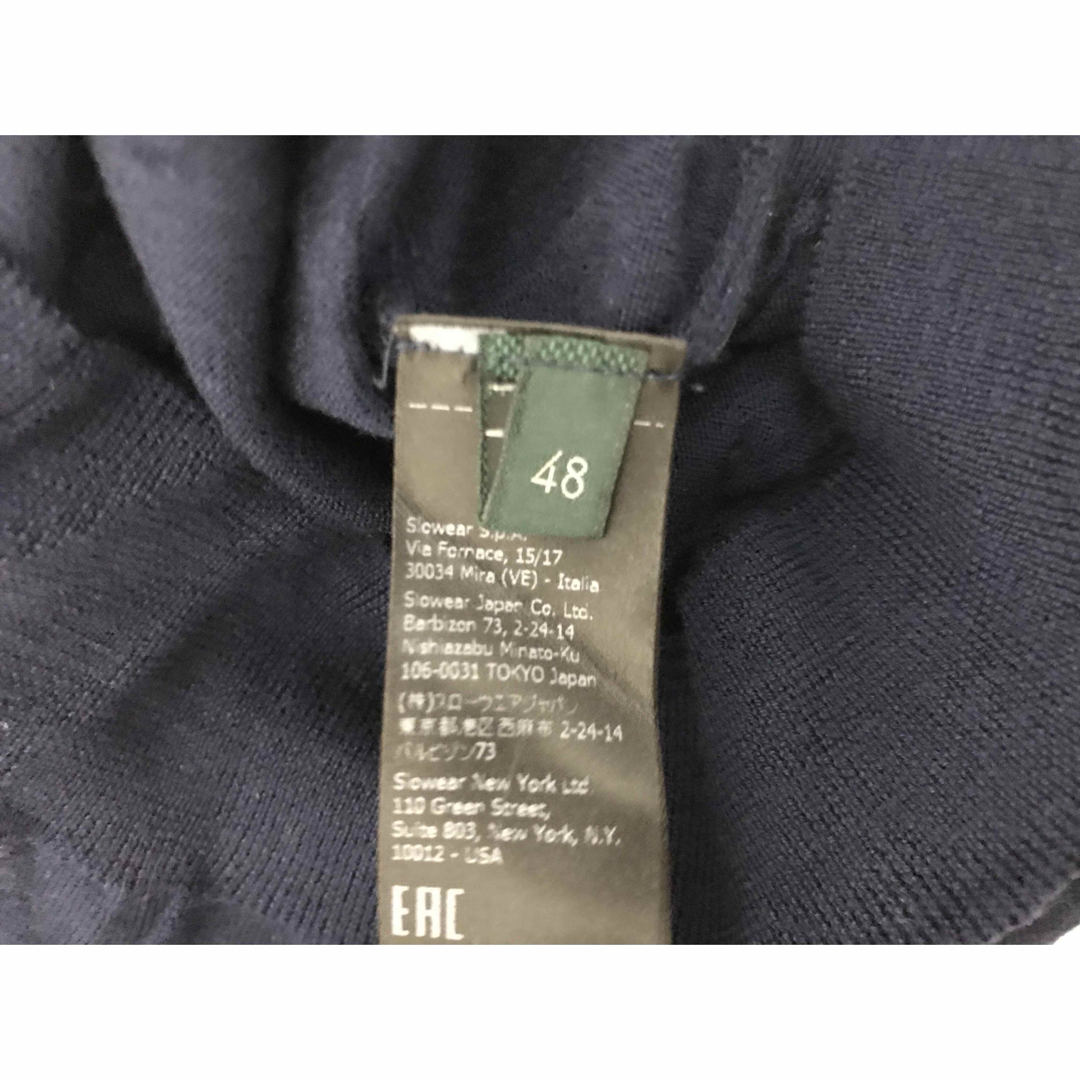 48
Slowear S.p.A.
Via Fornace, 15/17
30034 Mira (VE) - Italia
Slowear Japan Co. Ltd.
Barbizon 73, 2-24-14
Nishiazabu Minato-Ku
106-0031 TOKYO Japan
(株)スローウエアジャパン
東京都港区西麻布 2-24-14
バルビゾン73
Slowear New York Ltd.
110 Green Street,
Suite 803, New York, N.Y.
10012 - USA
EAC